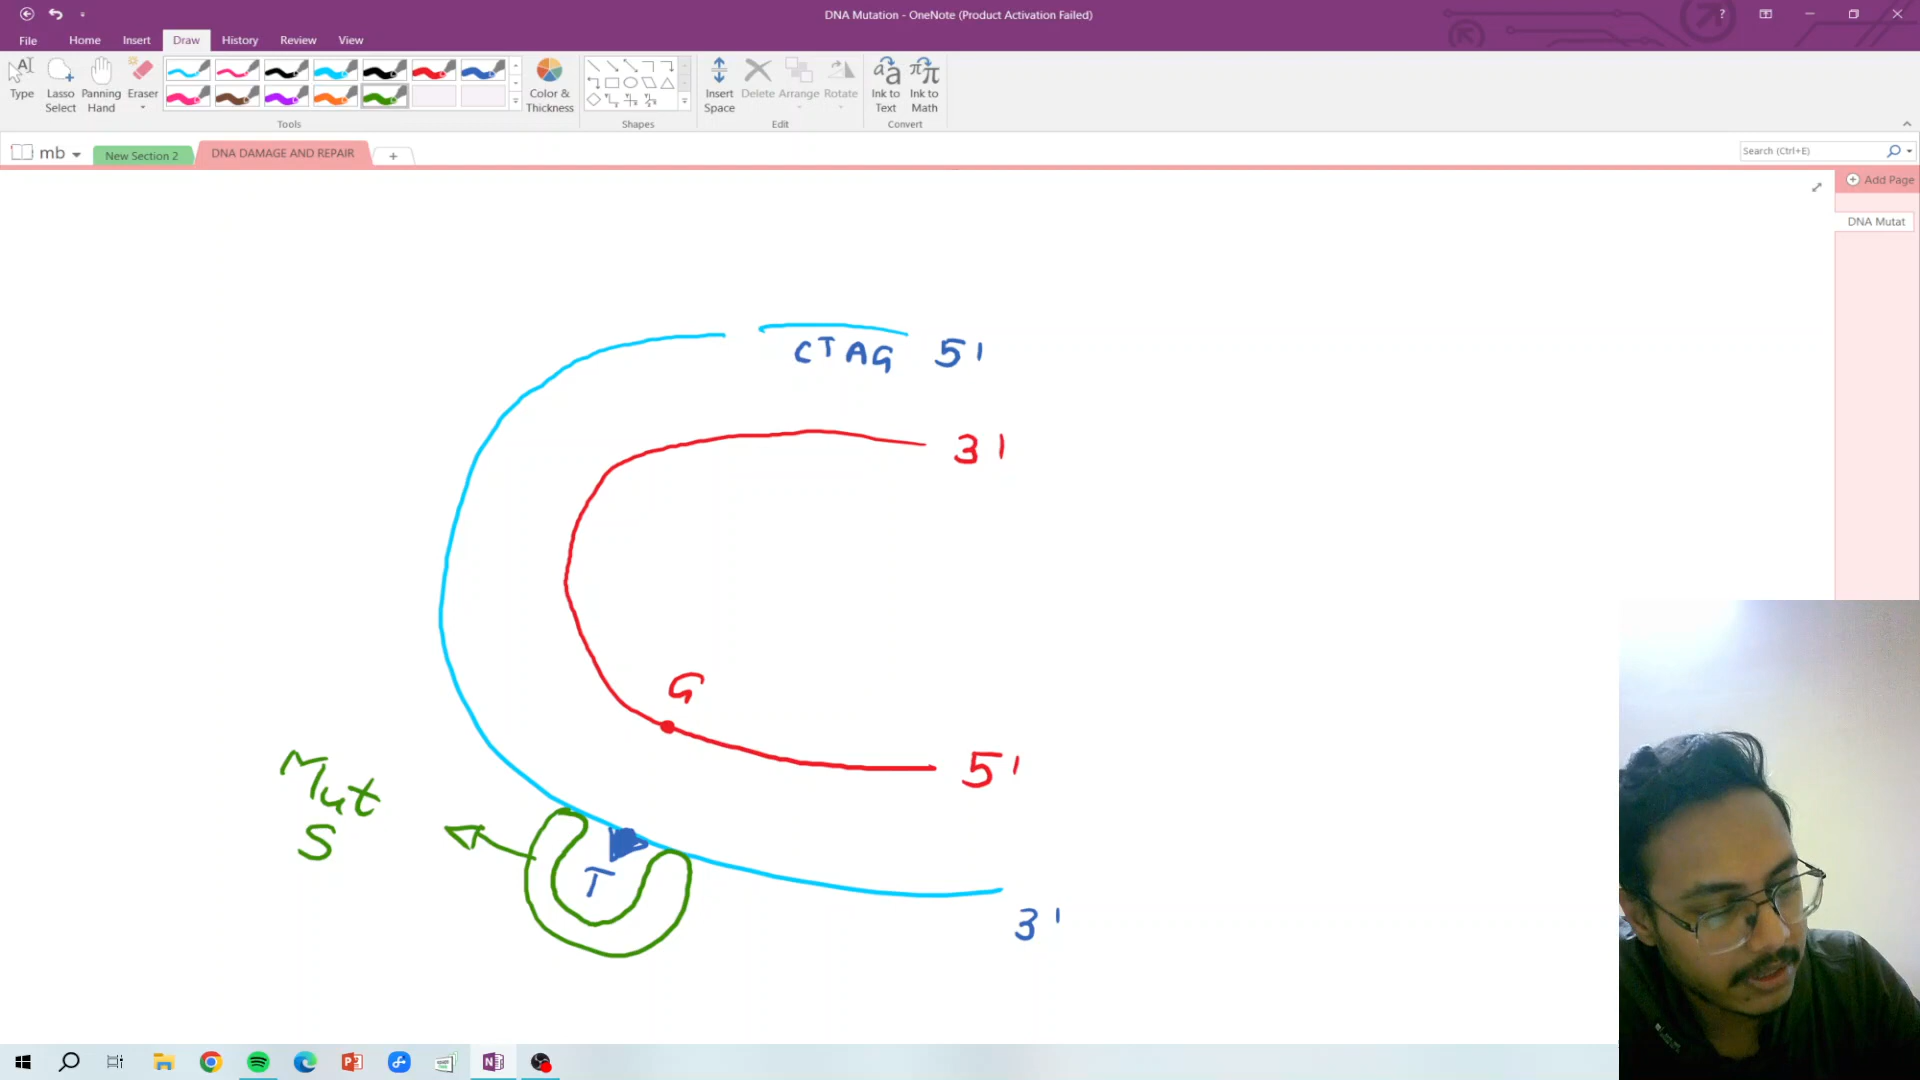 DNA Mutation - OneNote (Product Activation Failed)
File Home Insert Draw History Review View
Type
Lasso Select
Panning Hand
Eraser
Color & Thickness
Insert Space
Delete
Arrange
Rotate
Ink to Text
Ink to Math
Tools
Shapes
Edit
Convert
mb
New Section 2
DNA DAMAGE AND REPAIR
Search (Ctrl+E)
Add Page
DNA Mutat
CTAG 5'
3'
G
5'
Mut
S
T
3'